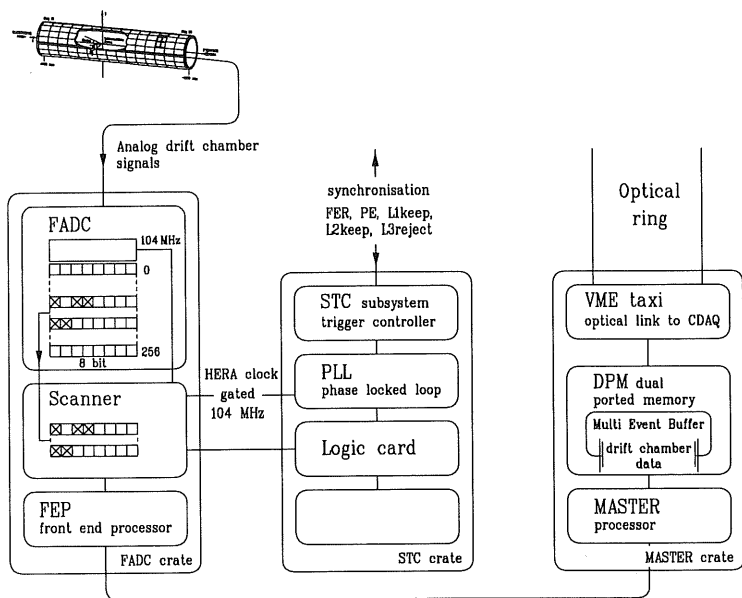 Analog drift chamber
signals
FADC
104 MHz
0
256
8 bit
Scanner
FEP
front end processor
FADC crate
HERA clock
gated
104 MHz
synchronisation
FER, PE, L1keep,
L2keep, L3reject
STC subsystem
trigger controller
PLL
phase locked loop
Logic card
STC crate
Optical
ring
VME taxi
optical link to CDAQ
DPM dual
ported memory
Multi Event Buffer
drift chamber
data
MASTER
processor
MASTER crate